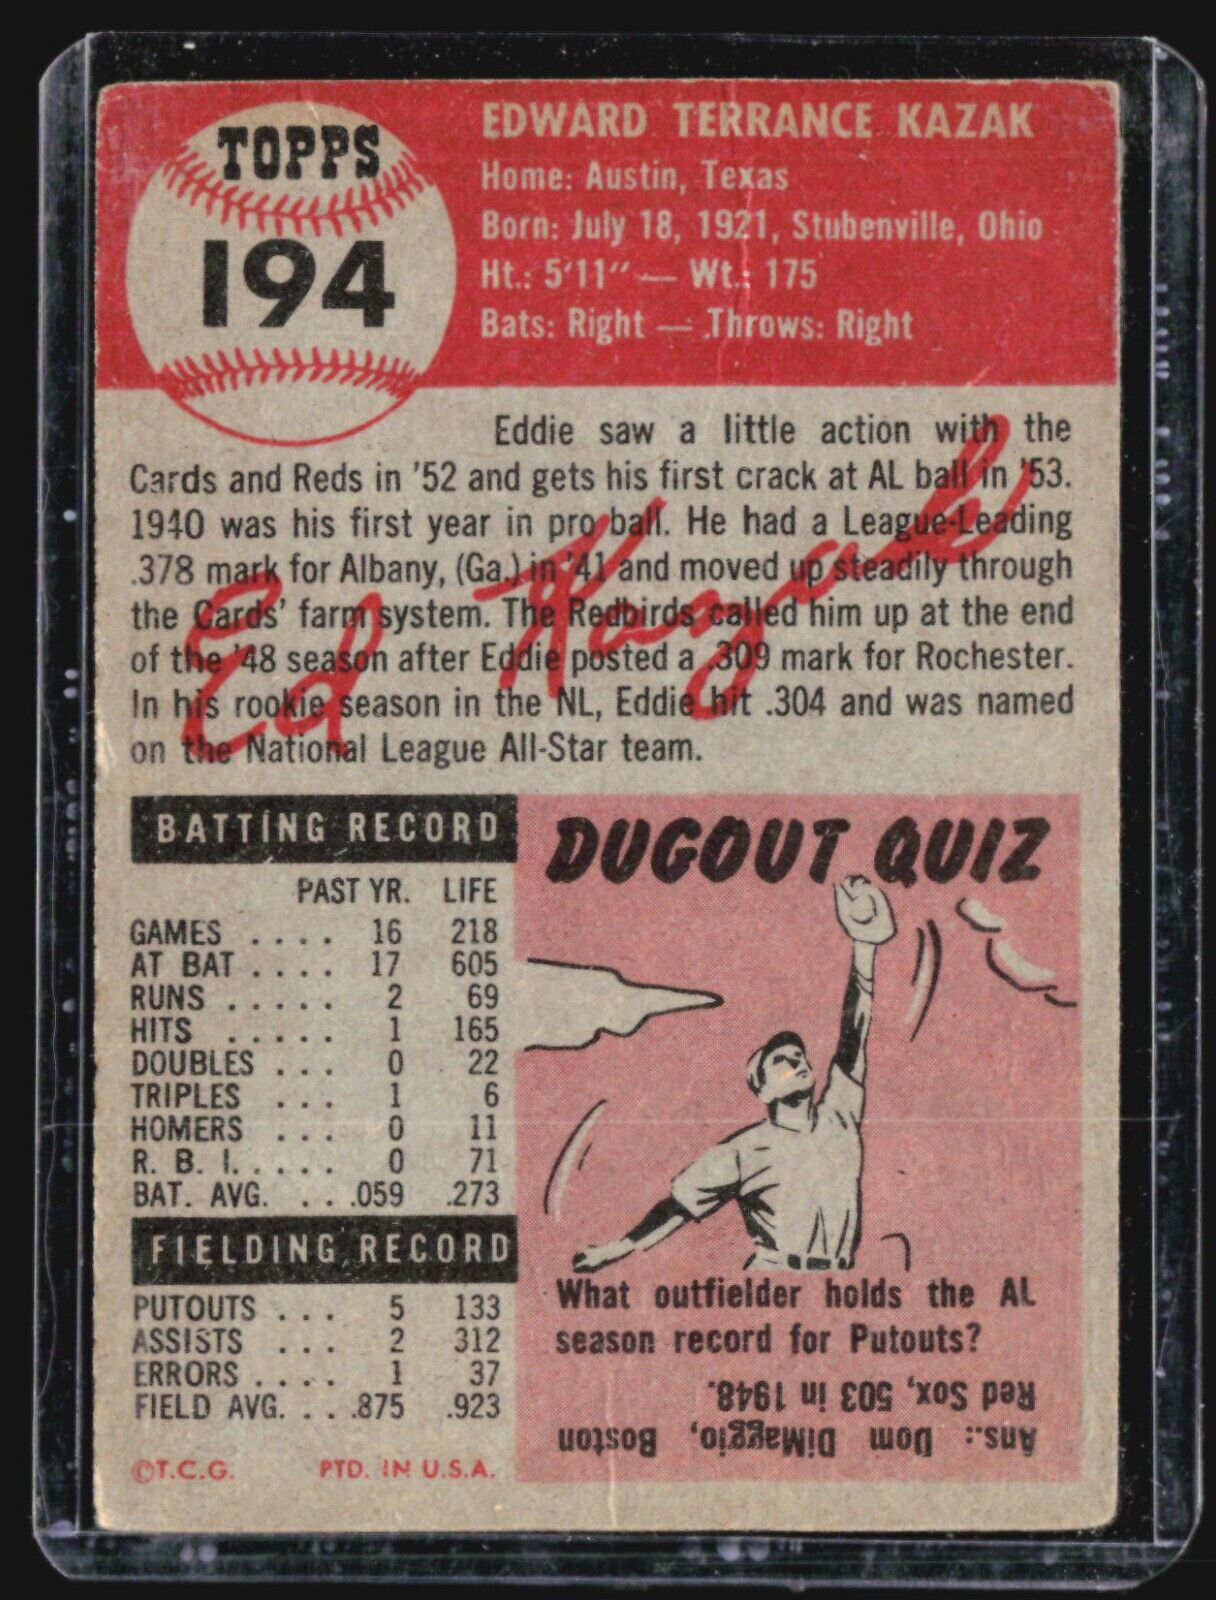 TOPPS
194
EDWARD TERRANCE KAZAK
Home: Austin, Texas
Born: July 18, 1921, Stubenville, Ohio
Ht.: 5'11" — Wt.: 175
Bats: Right — Throws: Right
Eddie saw a little action with the
Cards and Reds in '52 and gets his first crack at AL ball in '53.
1940 was his first year in pro ball. He had a League-Leading
.378 mark for Albany, (Ga.) in '41 and moved up steadily through
the Cards' farm system. The Redbirds called him up at the end
of the '48 season after Eddie posted a .309 mark for Rochester.
In his rookie season in the NL, Eddie hit .304 and was named
on the National League All-Star team.
Ed Kazak
BATTING RECORD
PAST YR. LIFE
GAMES .... 16 218
AT BAT .... 17 605
RUNS ..... 2 69
HITS ..... 1 165
DOUBLES ... 0 22
TRIPLES ... 1 6
HOMERS ... 0 11
R. B. I. .... 0 71
BAT. AVG. ... .059 .273
FIELDING RECORD
PUTOUTS ... 5 133
ASSISTS ... 2 312
ERRORS .... 1 37
FIELD AVG. ... .875 .923
©T.C.G. PTD. IN U.S.A.
DUGOUT QUIZ
What outfielder holds the AL
season record for Putouts?
Ans.: Dom DiMaggio, Boston
Red Sox, 503 in 1948.